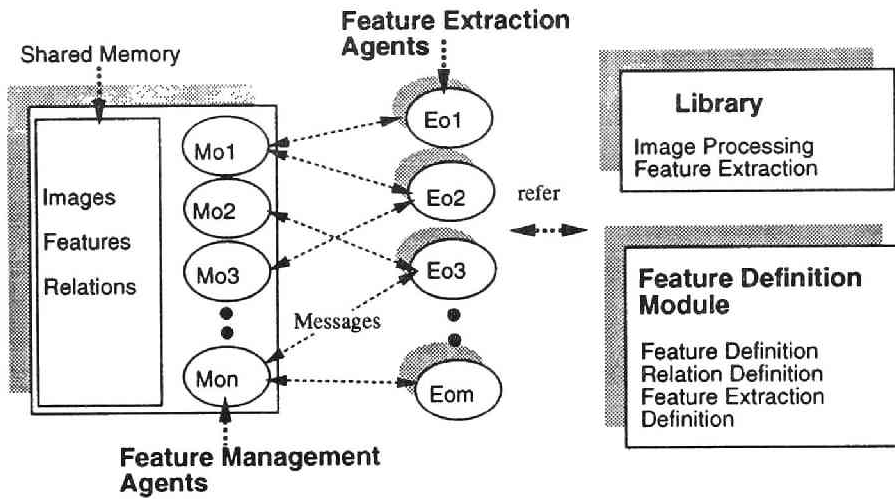 Shared Memory
Feature Extraction
Agents
Images
Features
Relations
Mo1
Mo2
Mo3
Mon
Messages
Eo1
Eo2
Eo3
Eom
refer
Library
Image Processing
Feature Extraction
Feature Definition
Module
Feature Definition
Relation Definition
Feature Extraction
Definition
Feature Management
Agents